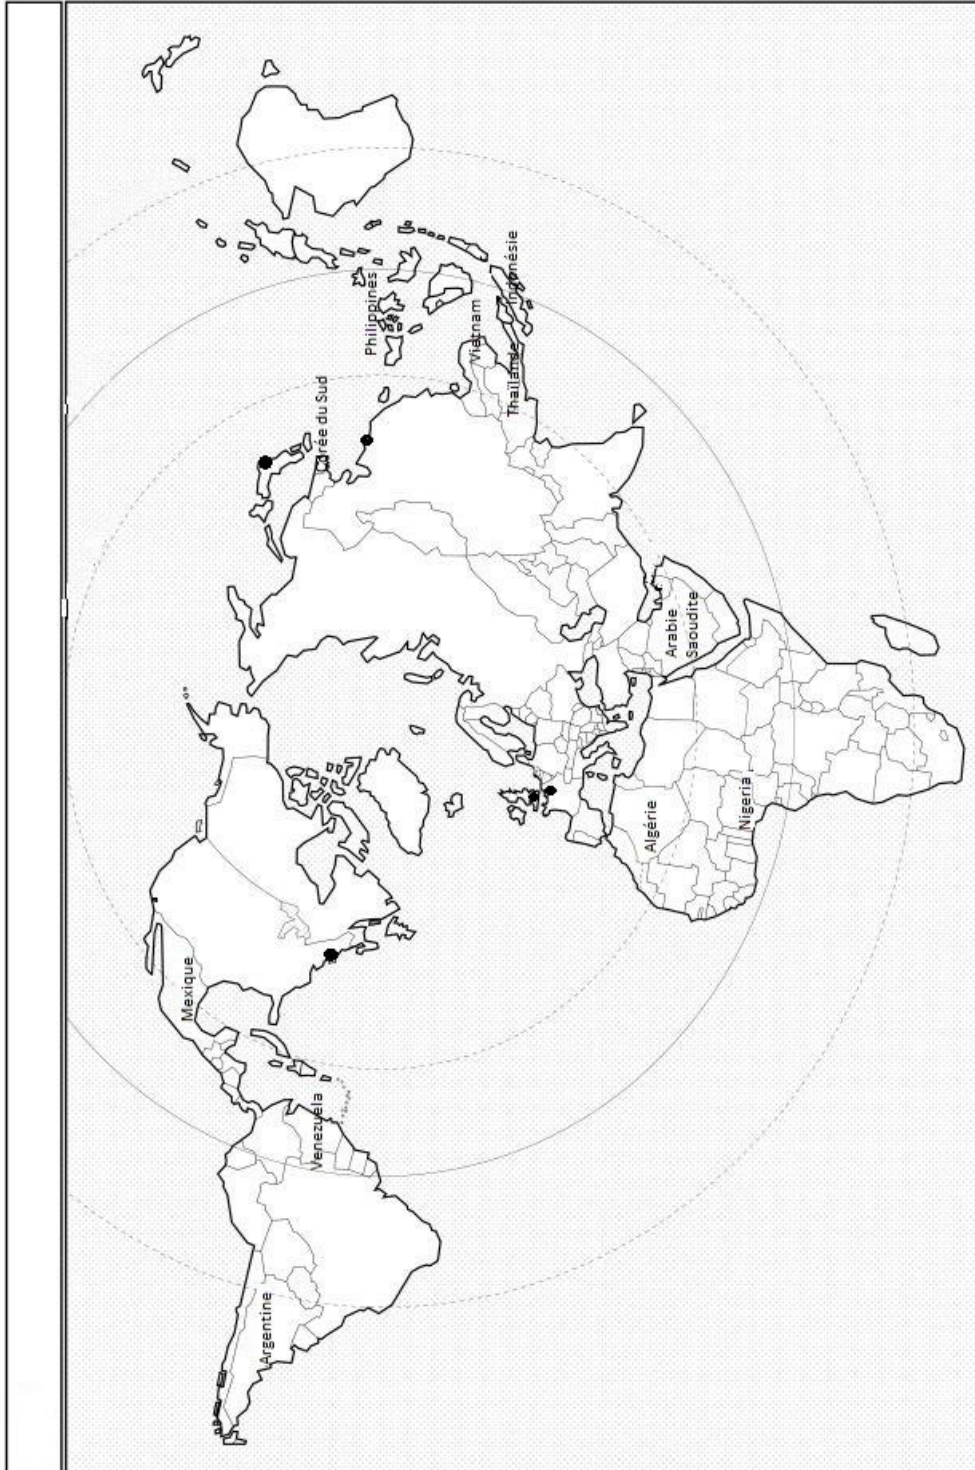 Mexique
Venezuela
Argentine
Algérie
Nigeria
Arabie
Saoudite
Corée du Sud
Philippines
Vietnam
Thaïlande
Indonésie